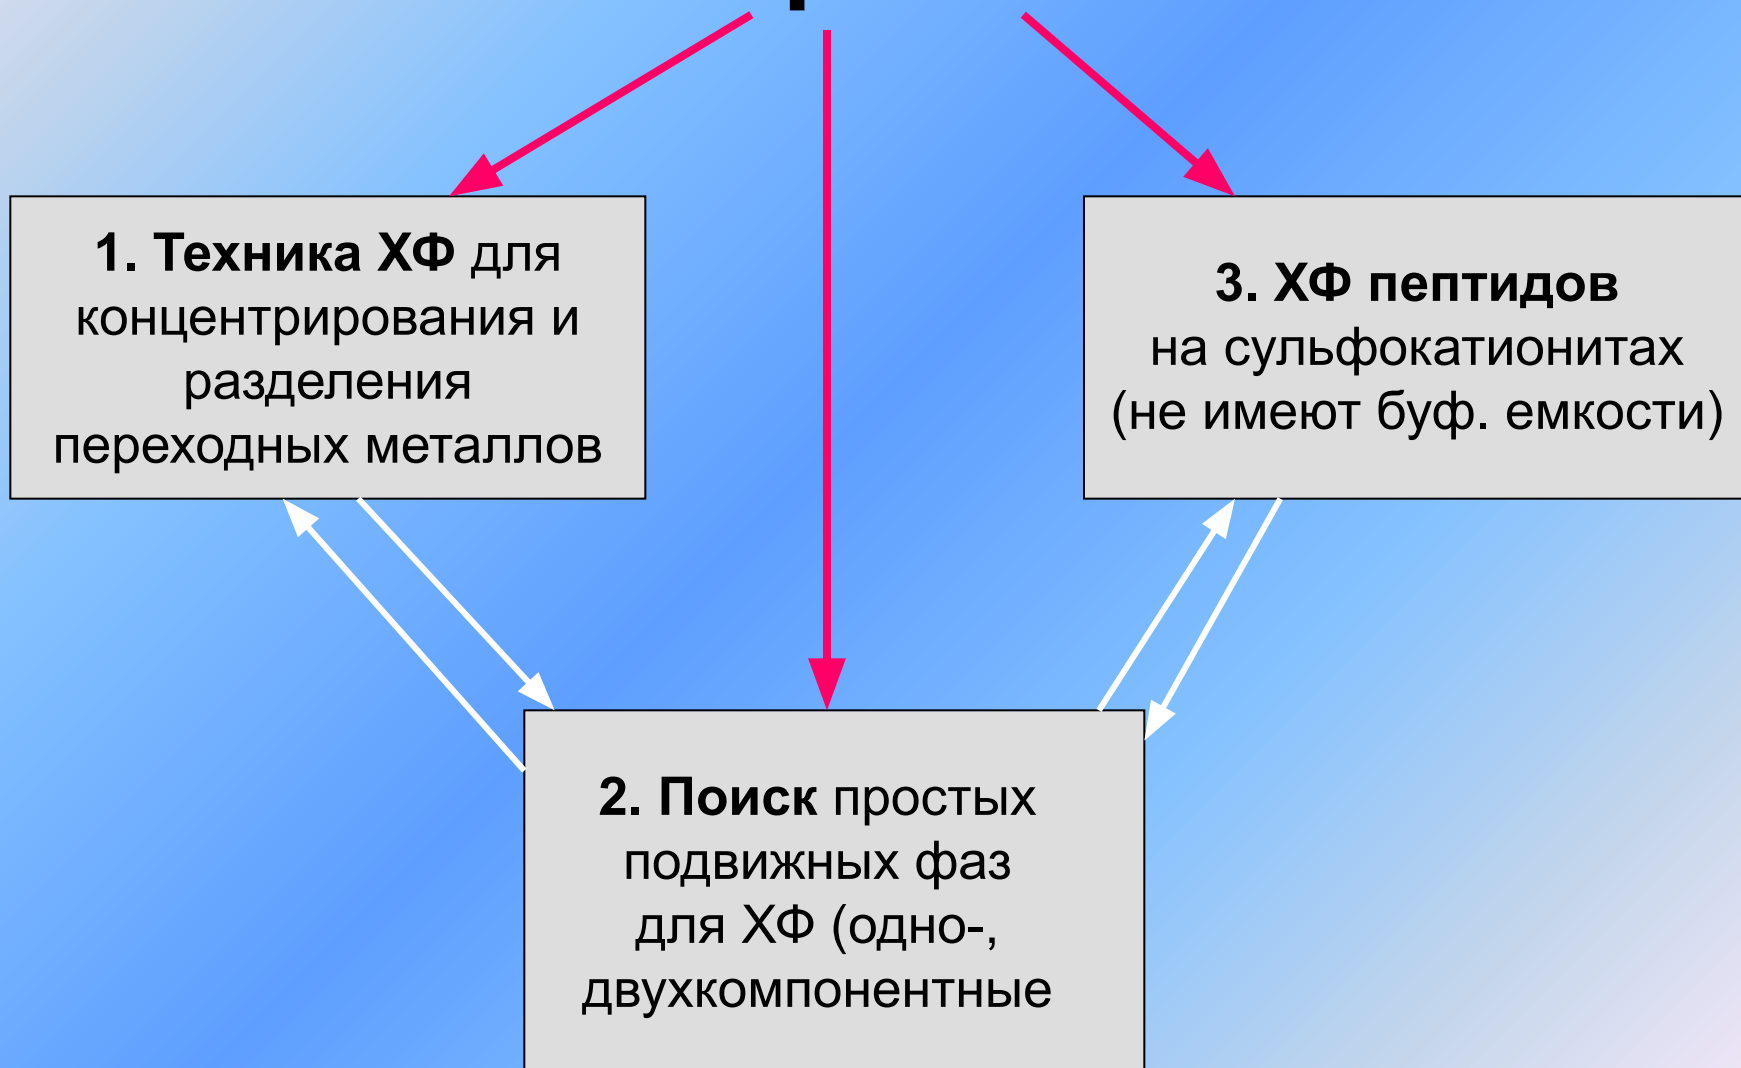 1. Техника ХФ для
концентрирования и
разделения
переходных металлов
3. ХФ пептидов
на сульфокатионитах
(не имеют буф. емкости)
2. Поиск простых
подвижных фаз
для ХФ (одно-,
двухкомпонентные